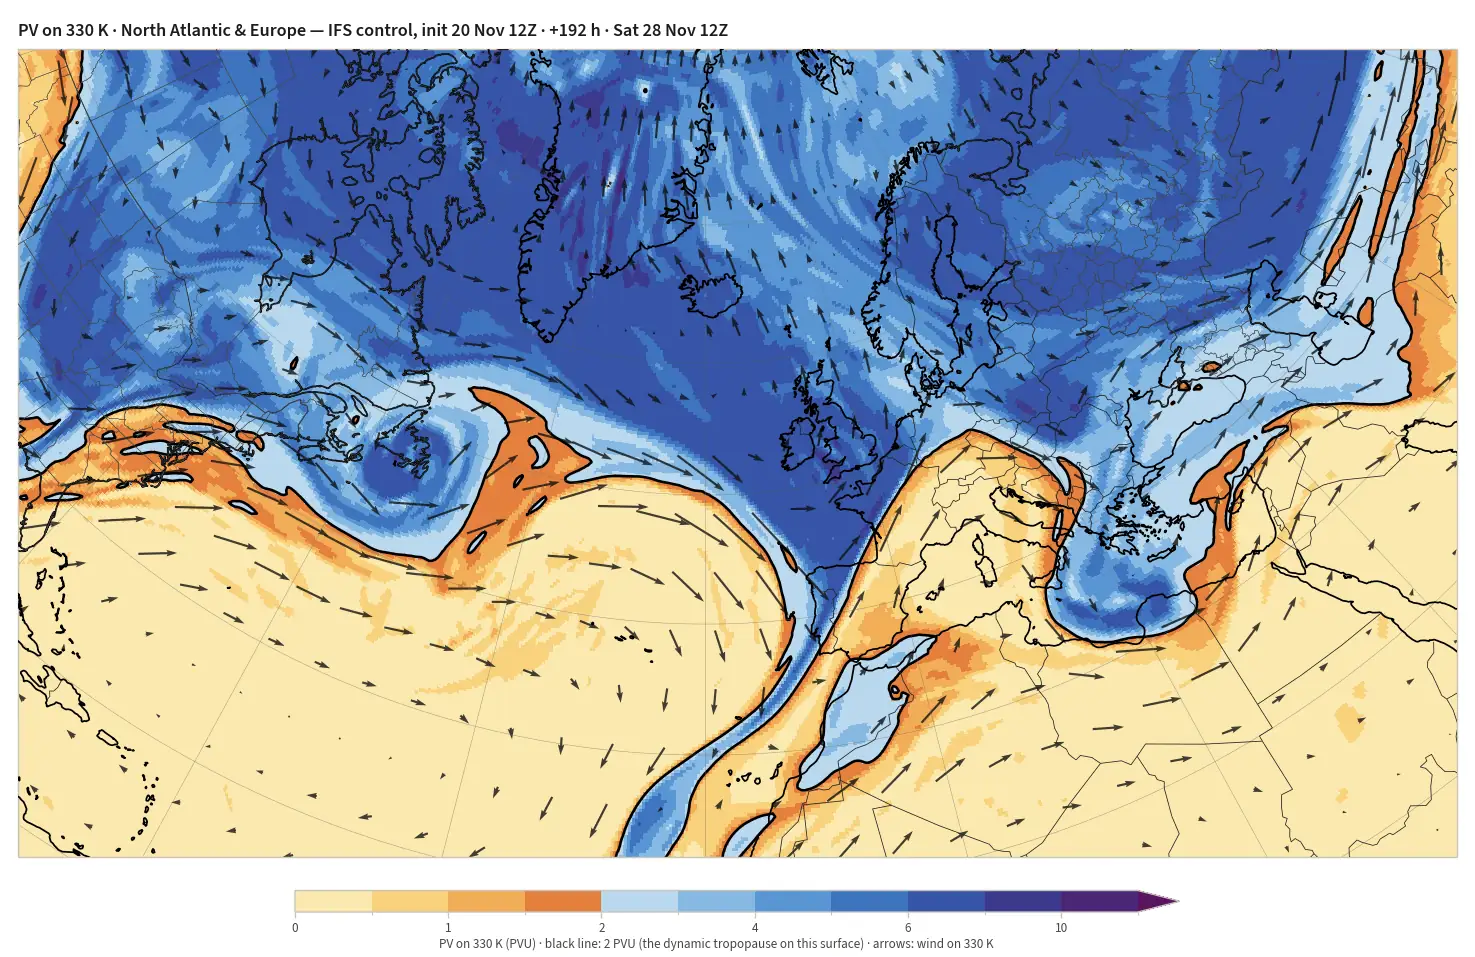 PV on 330 K · North Atlantic & Europe — IFS control, init 20 Nov 12Z · +192 h · Sat 28 Nov 12Z
0 1 2 4 6 10
PV on 330 K (PVU) · black line: 2 PVU (the dynamic tropopause on this surface) · arrows: wind on 330 K